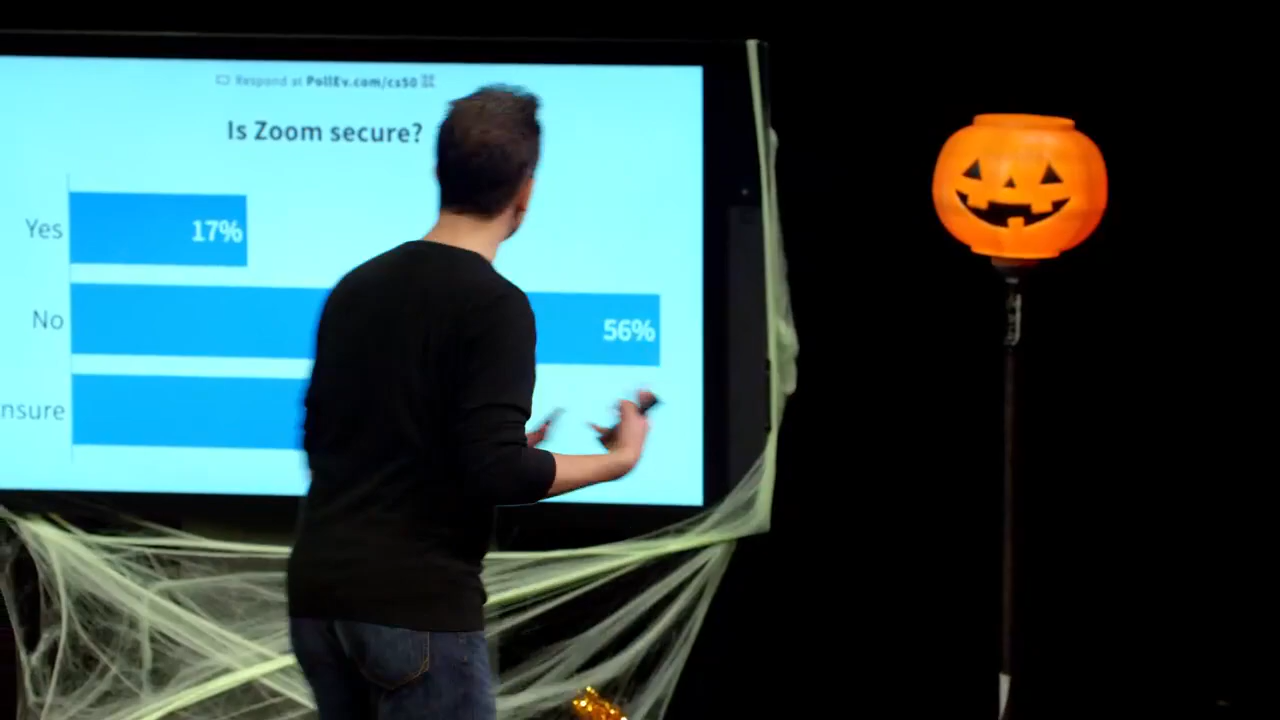 Respond at PollEv.com/cs50
Is Zoom secure?
Yes 17%
No 56%
nsure